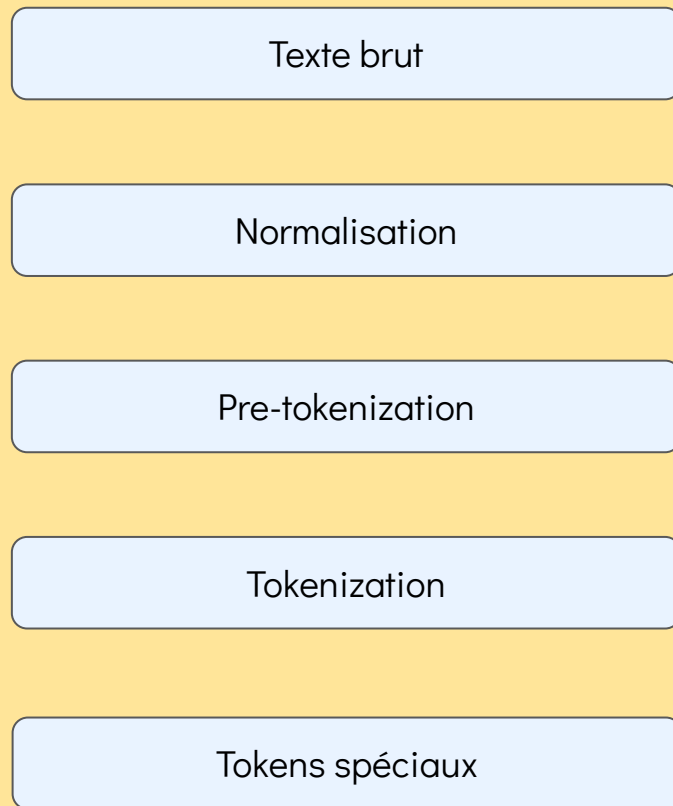 Texte brut
Normalisation
Pre-tokenization
Tokenization
Tokens spéciaux